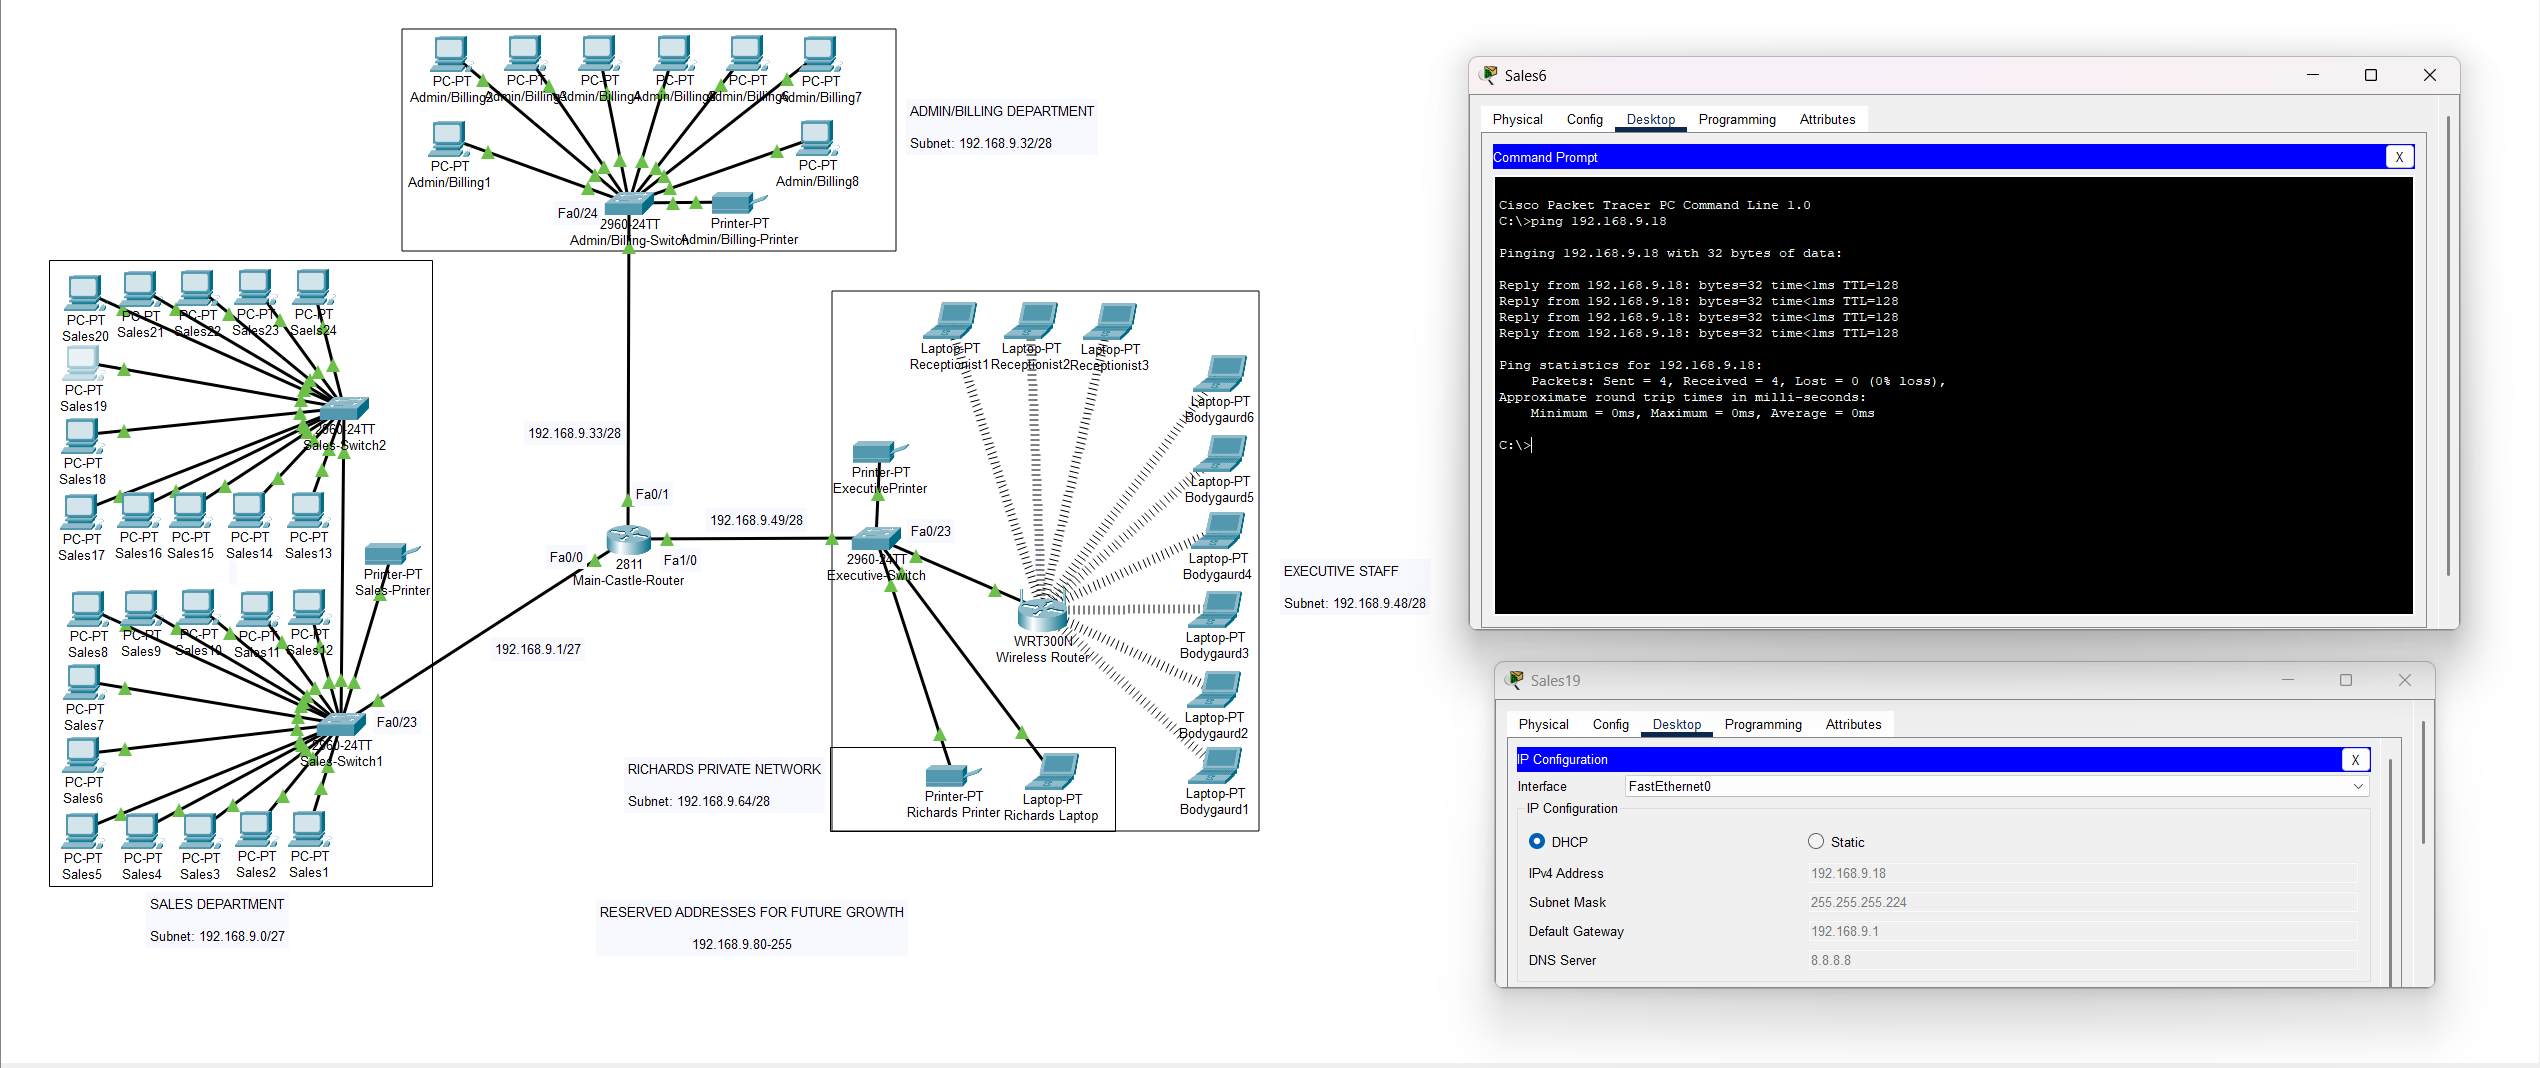 PC-PT
Admin/Billing2
PC-PT
Admin/Billing3
PC-PT
Admin/Billing4
PC-PT
PC-PT
Admin/Billing6
PC-PT
Admin/Billing7
PC-PT
Admin/Billing1
PC-PT
Admin/Billing8
Fa0/24
2960-24TT
Admin/Billing-Switch
Printer-PT
Admin/Billing-Printer
ADMIN/BILLING DEPARTMENT
Subnet: 192.168.9.32/28
PC-PT
Sales20
PC-PT
Sales21
PC-PT
Sales22
PC-PT
Sales23
PC-PT
Saels24
PC-PT
Sales19
PC-PT
Sales18
2960-24TT
Sales-Switch2
PC-PT
Sales17
PC-PT
Sales16
PC-PT
Sales15
PC-PT
Sales14
PC-PT
Sales13
Printer-PT
Sales-Printer
PC-PT
Sales8
PC-PT
Sales9
PC-PT
Sales10
PC-PT
Sales11
PC-PT
Sales12
PC-PT
Sales7
PC-PT
Sales6
Fa0/23
2960-24TT
Sales-Switch1
PC-PT
Sales5
PC-PT
Sales4
PC-PT
Sales3
PC-PT
Sales2
PC-PT
Sales1
SALES DEPARTMENT
Subnet: 192.168.9.0/27
192.168.9.33/28
Fa0/1
192.168.9.49/28
Fa0/0
Fa1/0
2811
Main-Castle-Router
192.168.9.1/27
Laptop-PT
Receptionist1
Laptop-PT
Receptionist2
Laptop-PT
Receptionist3
Laptop-PT
Bodygaurd6
Laptop-PT
Bodygaurd5
Laptop-PT
Bodygaurd4
Laptop-PT
Bodygaurd3
Laptop-PT
Bodygaurd2
Laptop-PT
Bodygaurd1
Printer-PT
ExecutivePrinter
Fa0/23
2960-24TT
Executive-Switch
WRT300N
Wireless Router
EXECUTIVE STAFF
Subnet: 192.168.9.48/28
RICHARDS PRIVATE NETWORK
Subnet: 192.168.9.64/28
Printer-PT
Richards Printer
Laptop-PT
Richards Laptop
RESERVED ADDRESSES FOR FUTURE GROWTH
192.168.9.80-255
Sales6
Physical Config Desktop Programming Attributes
Command Prompt X
Cisco Packet Tracer PC Command Line 1.0
C:\>ping 192.168.9.18
Pinging 192.168.9.18 with 32 bytes of data:
Reply from 192.168.9.18: bytes=32 time<1ms TTL=128
Reply from 192.168.9.18: bytes=32 time<1ms TTL=128
Reply from 192.168.9.18: bytes=32 time<1ms TTL=128
Reply from 192.168.9.18: bytes=32 time<1ms TTL=128
Ping statistics for 192.168.9.18:
Packets: Sent = 4, Received = 4, Lost = 0 (0% loss),
Approximate round trip times in milli-seconds:
Minimum = 0ms, Maximum = 0ms, Average = 0ms
C:\>
Sales19
Physical Config Desktop Programming Attributes
IP Configuration X
Interface FastEthernet0
IP Configuration
DHCP Static
IPv4 Address 192.168.9.18
Subnet Mask 255.255.255.224
Default Gateway 192.168.9.1
DNS Server 8.8.8.8